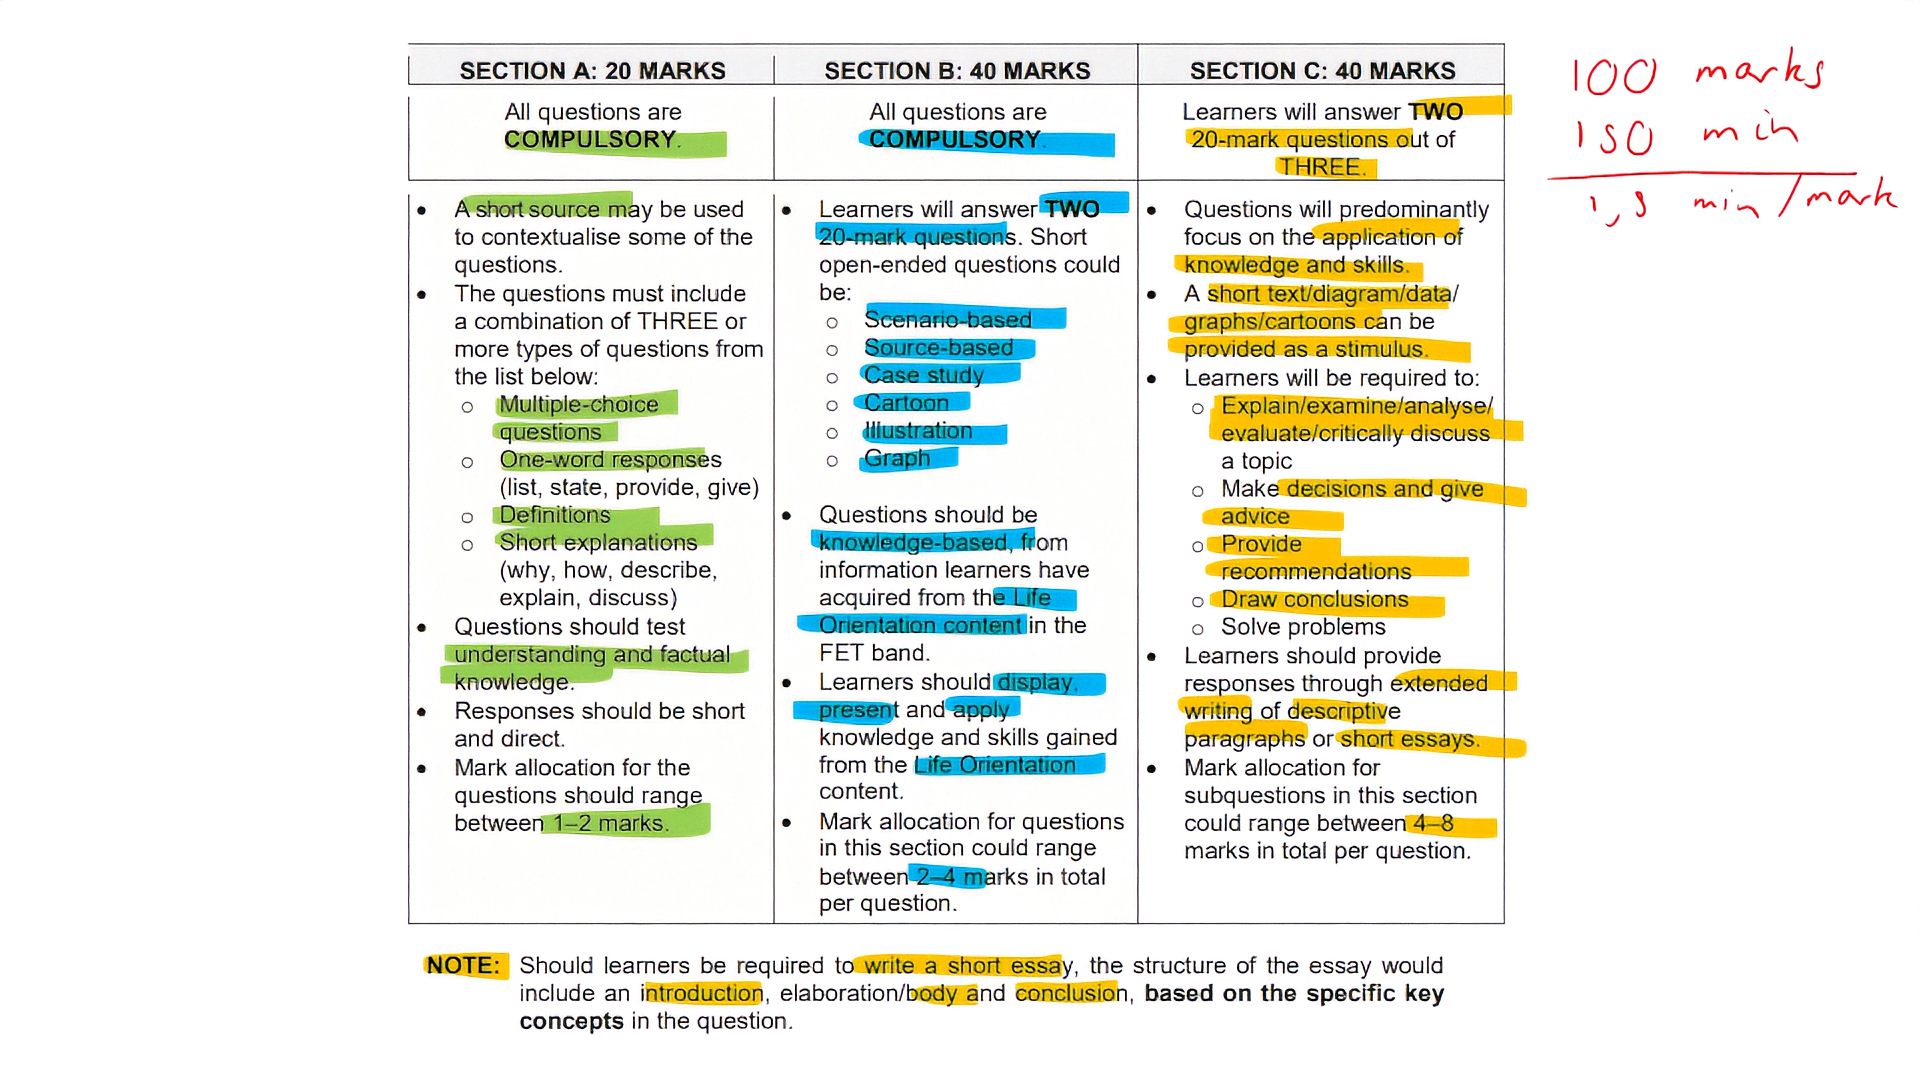 SECTION A: 20 MARKS
All questions are
COMPULSORY.
• A short source may be used
to contextualise some of the
questions.
• The questions must include
a combination of THREE or
more types of questions from
the list below:
o Multiple-choice
questions
o One-word responses
(list, state, provide, give)
o Definitions
o Short explanations
(why, how, describe,
explain, discuss)
• Questions should test
understanding and factual
knowledge.
• Responses should be short
and direct.
• Mark allocation for the
questions should range
between 1–2 marks.
SECTION B: 40 MARKS
All questions are
COMPULSORY.
• Learners will answer TWO
20-mark questions. Short
open-ended questions could
be:
o Scenario-based
o Source-based
o Case study
o Cartoon
o Illustration
o Graph
• Questions should be
knowledge-based, from
information learners have
acquired from the Life
Orientation content in the
FET band.
• Learners should display,
present and apply
knowledge and skills gained
from the Life Orientation
content.
• Mark allocation for questions
in this section could range
between 2–4 marks in total
per question.
SECTION C: 40 MARKS
Learners will answer TWO
20-mark questions out of
THREE.
• Questions will predominantly
focus on the application of
knowledge and skills.
• A short text/diagram/data/
graphs/cartoons can be
provided as a stimulus.
• Learners will be required to:
o Explain/examine/analyse/
evaluate/critically discuss
a topic
o Make decisions and give
advice
o Provide
recommendations
o Draw conclusions
o Solve problems
• Learners should provide
responses through extended
writing of descriptive
paragraphs or short essays.
• Mark allocation for
subquestions in this section
could range between 4–8
marks in total per question.
100 marks
150 min
1,5 min/mark
NOTE: Should learners be required to write a short essay, the structure of the essay would
include an introduction, elaboration/body and conclusion, based on the specific key
concepts in the question.